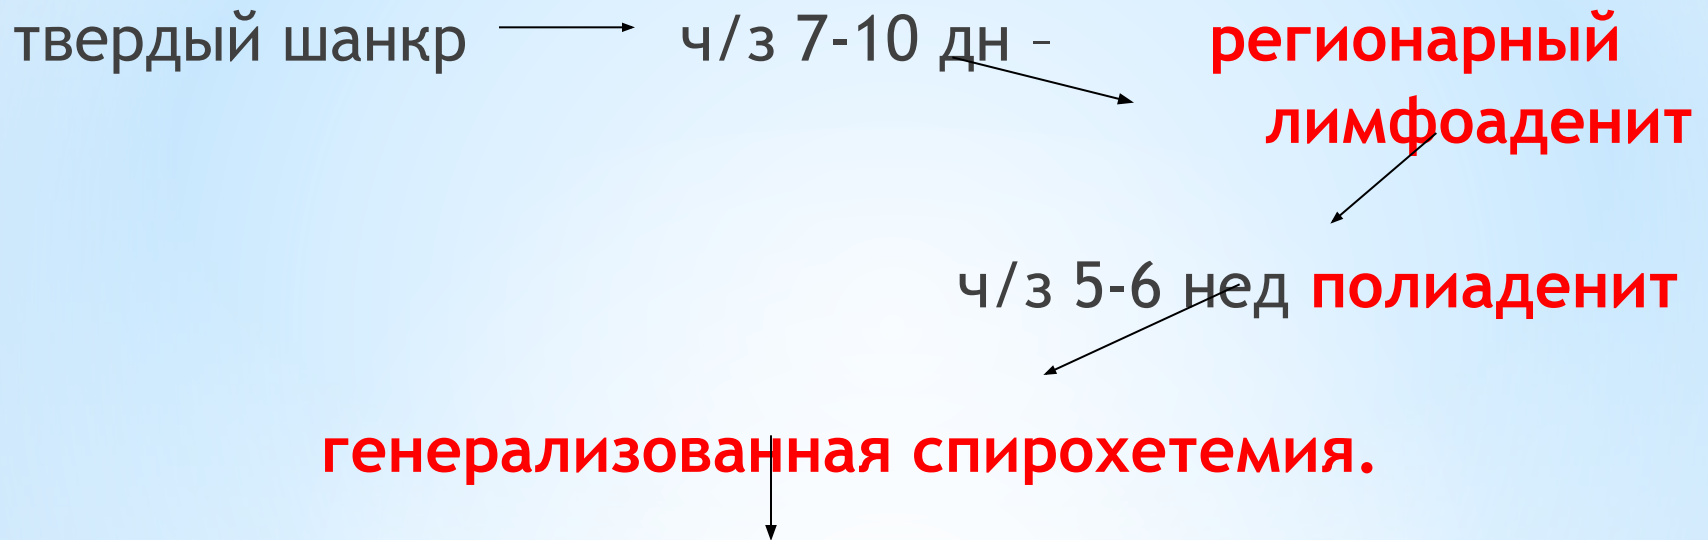 твердый шанкр ч/з 7-10 дн – регионарный
лимфоаденит
ч/з 5-6 нед полиаденит
генерализованная спирохетемия.